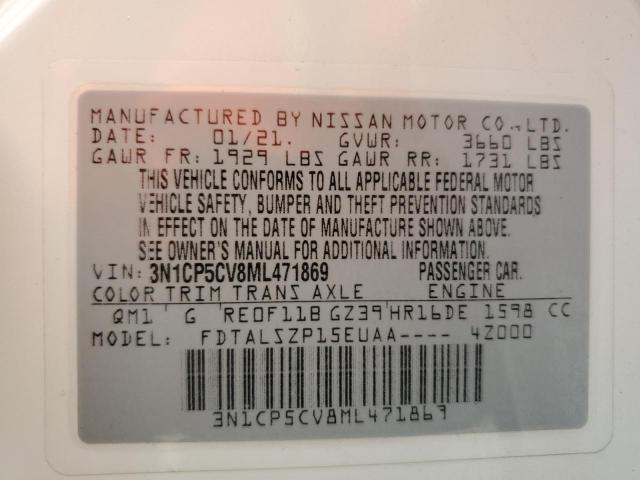 MANUFACTURED BY NISSAN MOTOR CO.,LTD.
DATE: 01/21. GVWR: 3660 LBS
GAWR FR: 1929 LBS GAWR RR: 1731 LBS
THIS VEHICLE CONFORMS TO ALL APPLICABLE FEDERAL MOTOR
VEHICLE SAFETY, BUMPER AND THEFT PREVENTION STANDARDS
IN EFFECT ON THE DATE OF MANUFACTURE SHOWN ABOVE.
SEE OWNER'S MANUAL FOR ADDITIONAL INFORMATION.
VIN: 3N1CP5CV8ML471869 PASSENGER CAR.
COLOR TRIM TRANS AXLE ENGINE
QM1 G RE0F11B GZ39 HR16DE 1598 CC
MODEL: FDTALSZP15EUAA---- 4Z000
3N1CP5CV8ML471869